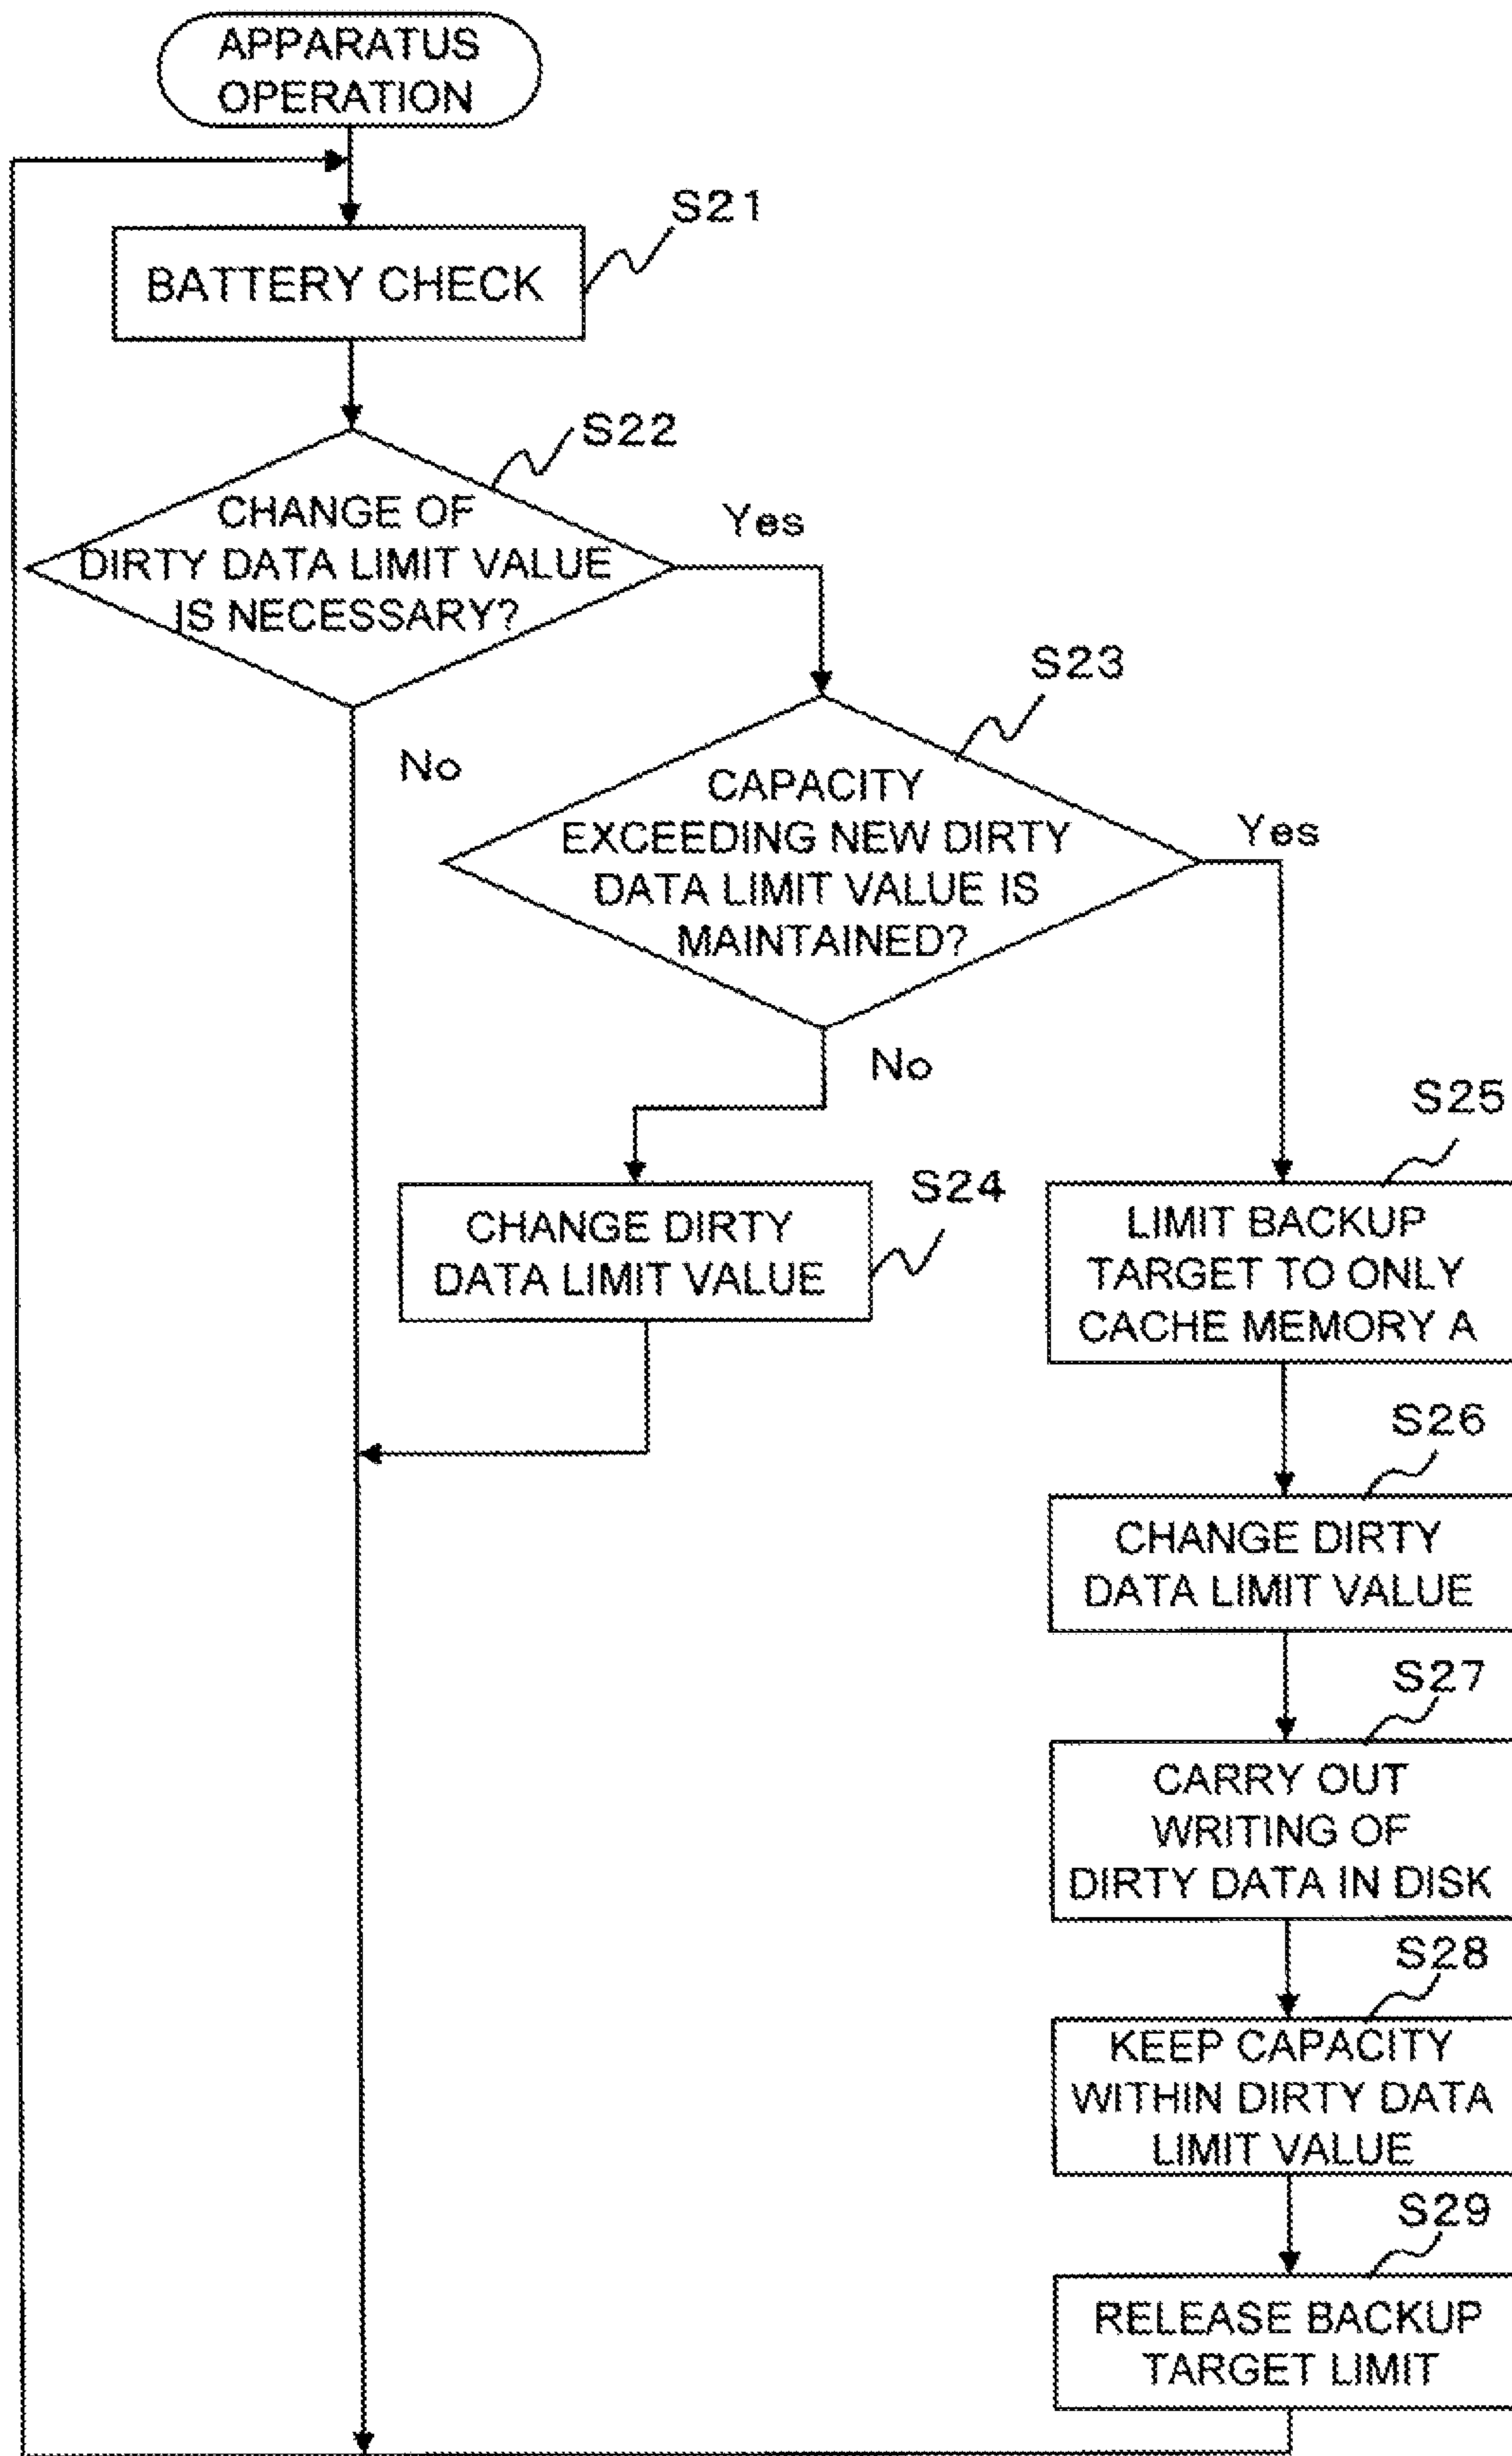 APPARATUS
OPERATION
S21
BATTERY CHECK
S22
CHANGE OF
DIRTY DATA LIMIT VALUE
IS NECESSARY?
Yes
No
S23
CAPACITY
EXCEEDING NEW DIRTY
DATA LIMIT VALUE IS
MAINTAINED?
Yes
No
S24
CHANGE DIRTY
DATA LIMIT VALUE
S25
LIMIT BACKUP
TARGET TO ONLY
CACHE MEMORY A
S26
CHANGE DIRTY
DATA LIMIT VALUE
S27
CARRY OUT
WRITING OF
DIRTY DATA IN DISK
S28
KEEP CAPACITY
WITHIN DIRTY DATA
LIMIT VALUE
S29
RELEASE BACKUP
TARGET LIMIT